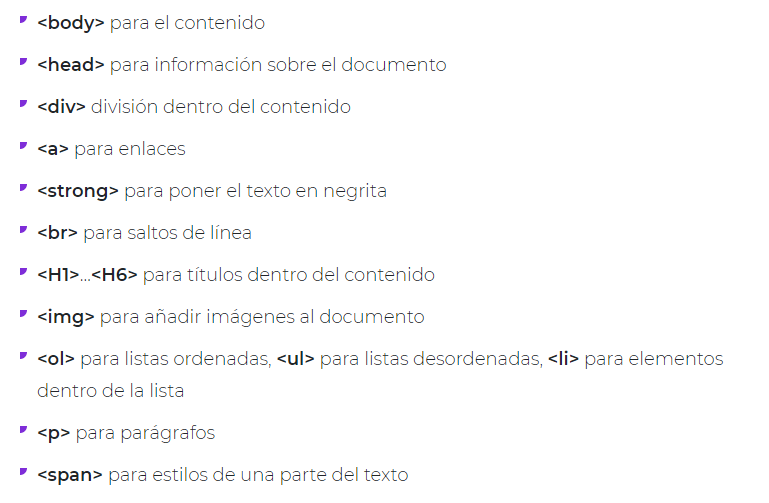 <body> para el contenido
<head> para información sobre el documento
<div> división dentro del contenido
<a> para enlaces
<strong> para poner el texto en negrita
<br> para saltos de línea
<H1>...<H6> para títulos dentro del contenido
<img> para añadir imágenes al documento
<ol> para listas ordenadas, <ul> para listas desordenadas, <li> para elementos
dentro de la lista
<p> para parágrafos
<span> para estilos de una parte del texto